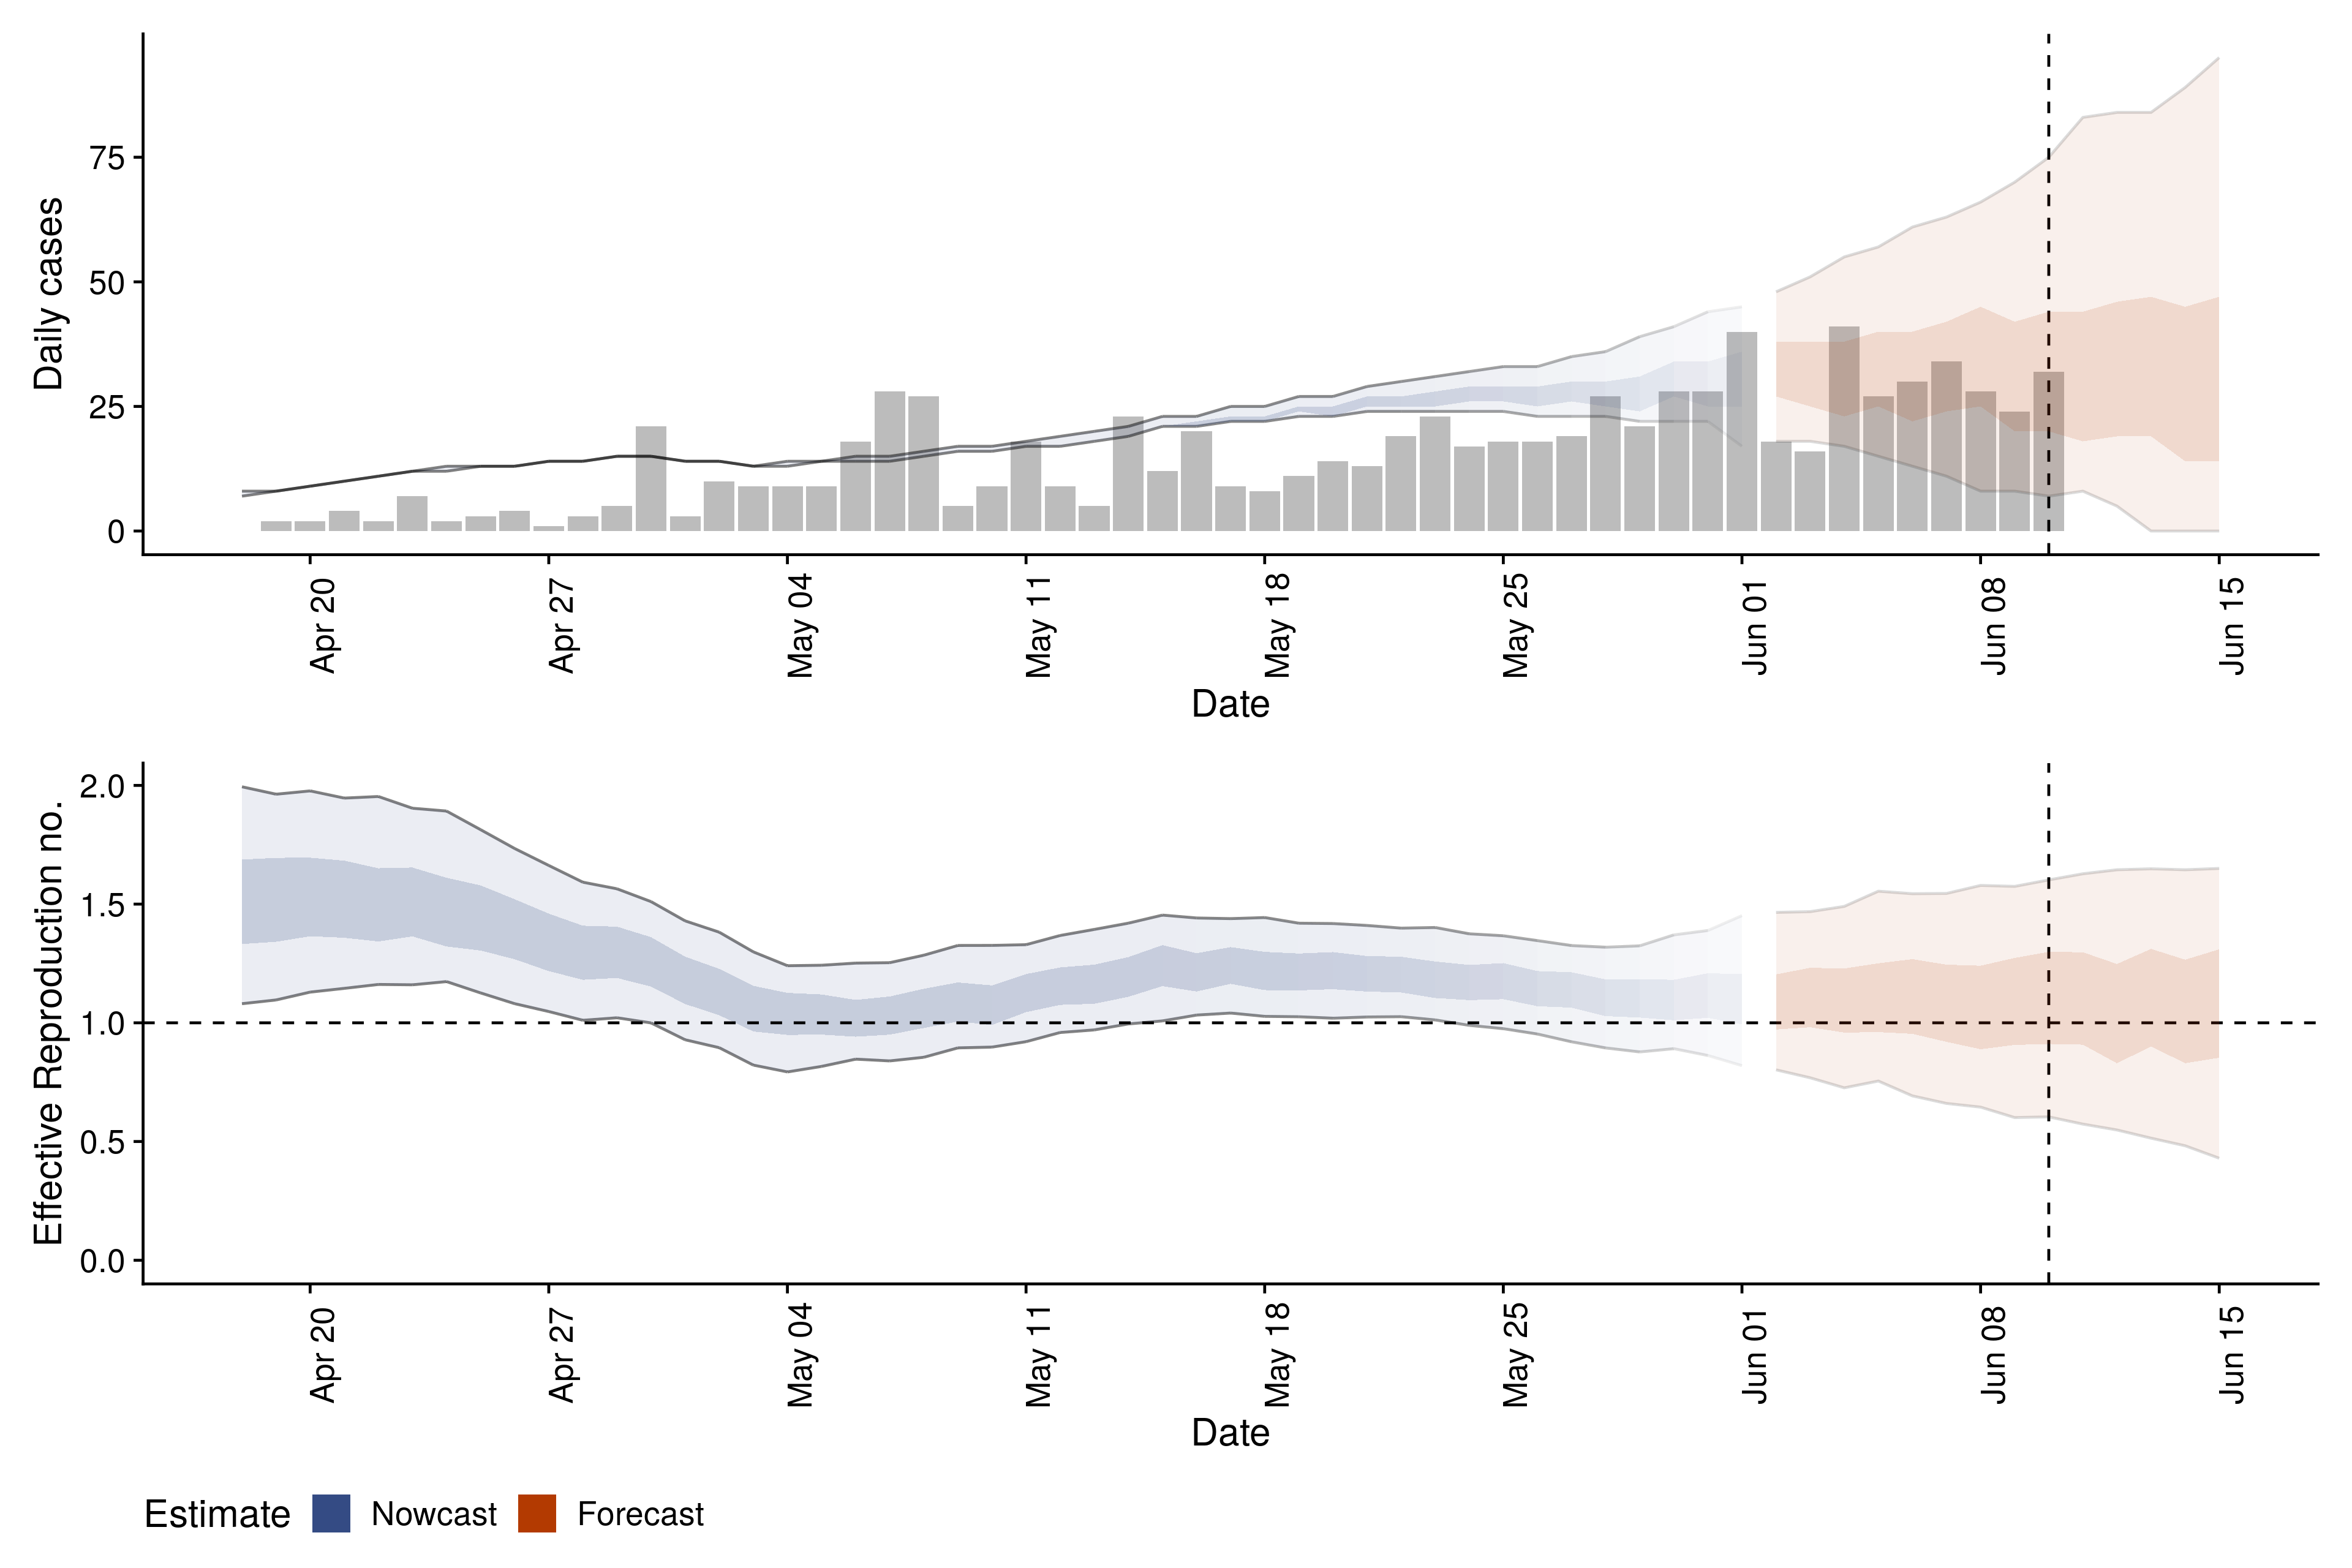 Daily cases
75
50
25
0
Apr 20
Apr 27
May 04
May 11
May 18
May 25
Jun 01
Jun 08
Jun 15
Date
Effective Reproduction no.
2.0
1.5
1.0
0.5
0.0
Apr 20
Apr 27
May 04
May 11
May 18
May 25
Jun 01
Jun 08
Jun 15
Date
Estimate Nowcast Forecast